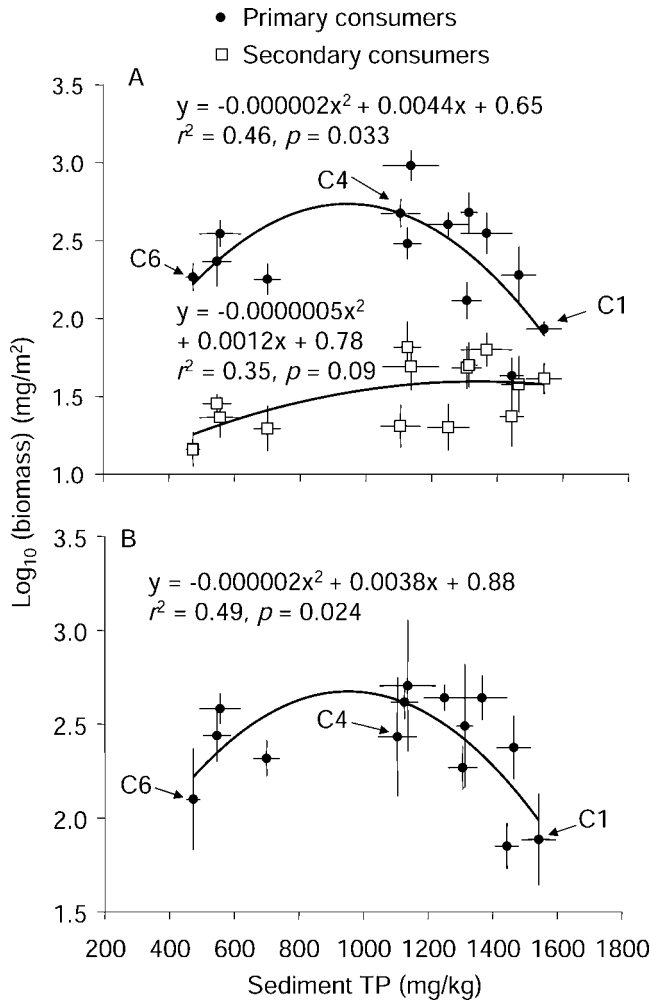 Primary consumers
Secondary consumers
A
3.5
y = -0.000002x² + 0.0044x + 0.65
r² = 0.46, p = 0.033
3.0
C4
2.5
C6
y = -0.0000005x²
+ 0.0012x + 0.78
r² = 0.35, p = 0.09
C1
2.0
1.5
1.0
Log₁₀ (biomass) (mg/m²)
B
3.5
y = -0.000002x² + 0.0038x + 0.88
r² = 0.49, p = 0.024
3.0
2.5
C4
C6
2.0
C1
1.5
200 400 600 800 1000 1200 1400 1600 1800
Sediment TP (mg/kg)